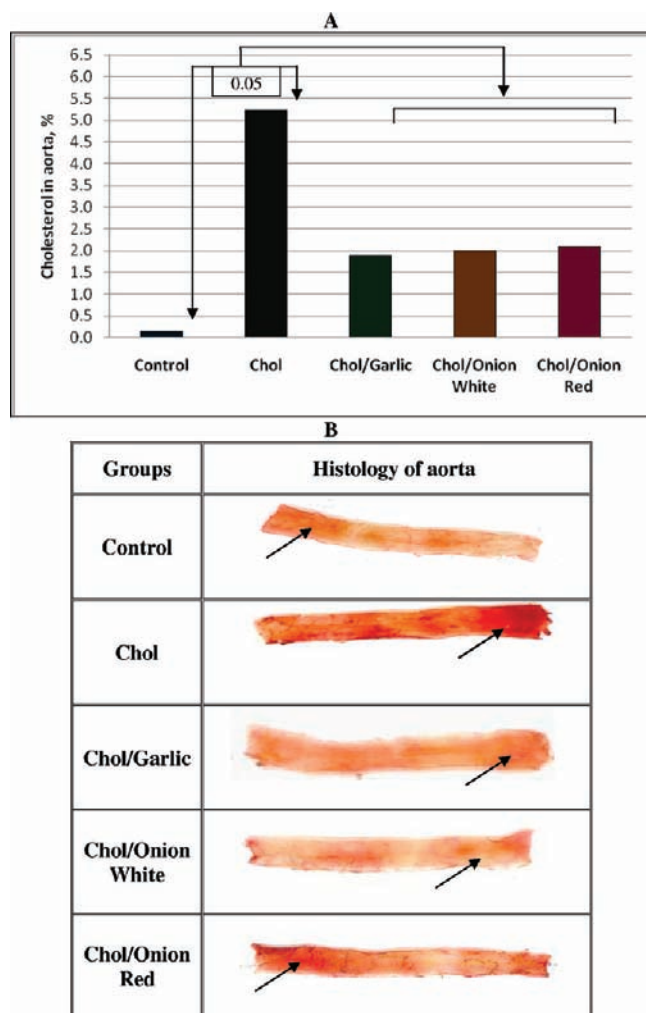 A
6.5
6.0
5.5
5.0
4.5
4.0
3.5
3.0
2.5
2.0
1.5
1.0
0.5
0.0
Cholesterol in aorta, %
0.05
Control Chol Chol/Garlic Chol/Onion White Chol/Onion Red
B
Groups Histology of aorta
Control
Chol
Chol/Garlic
Chol/Onion
White
Chol/Onion
Red